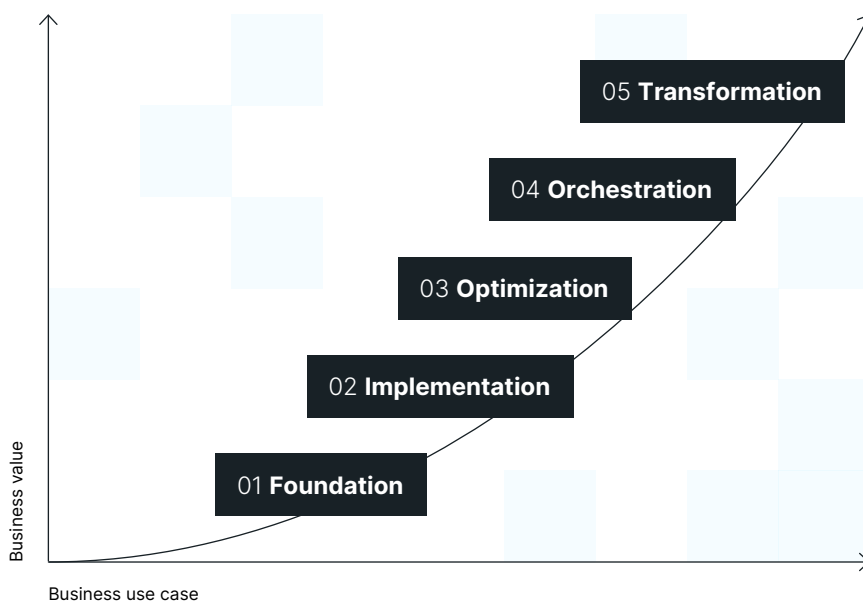 05 Transformation
04 Orchestration
03 Optimization
02 Implementation
01 Foundation
Business value
Business use case